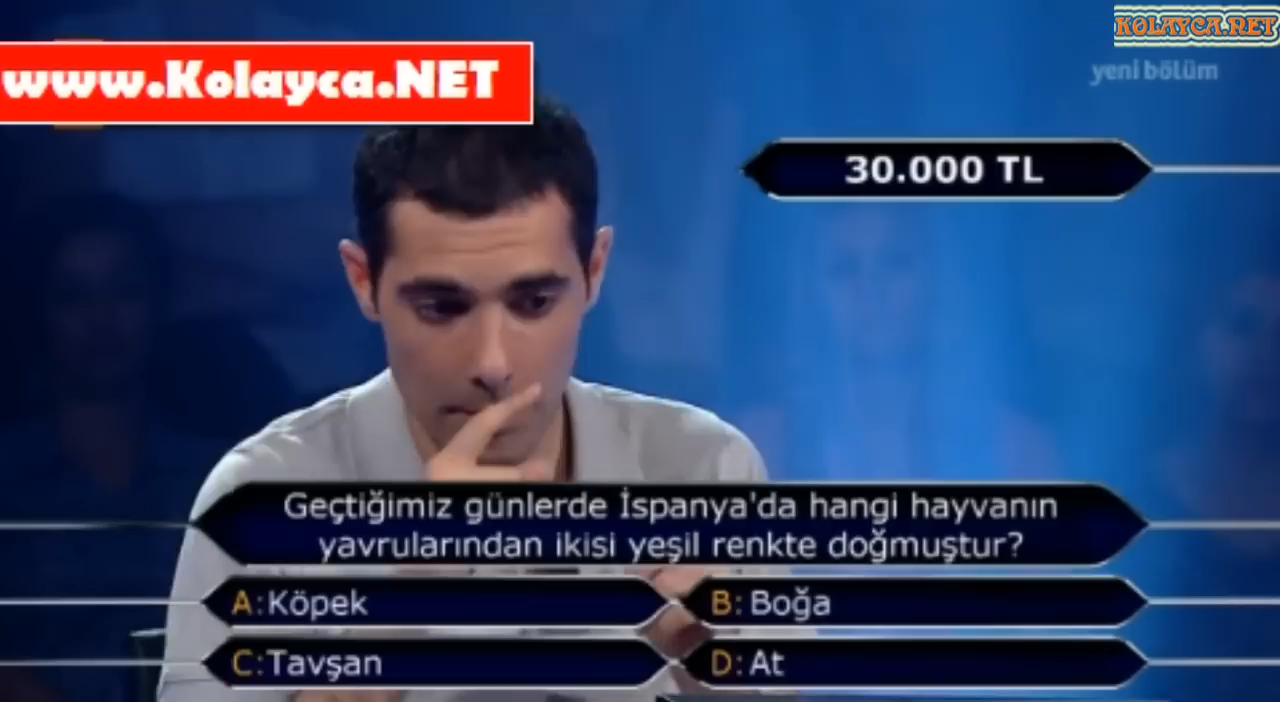 KOLAYCA.NET
www.Kolayca.NET
yeni bölüm
30.000 TL
Geçtiğimiz günlerde İspanya'da hangi hayvanın
yavrularından ikisi yeşil renkte doğmuştur?
A: Köpek
B: Boğa
C: Tavşan
D: At